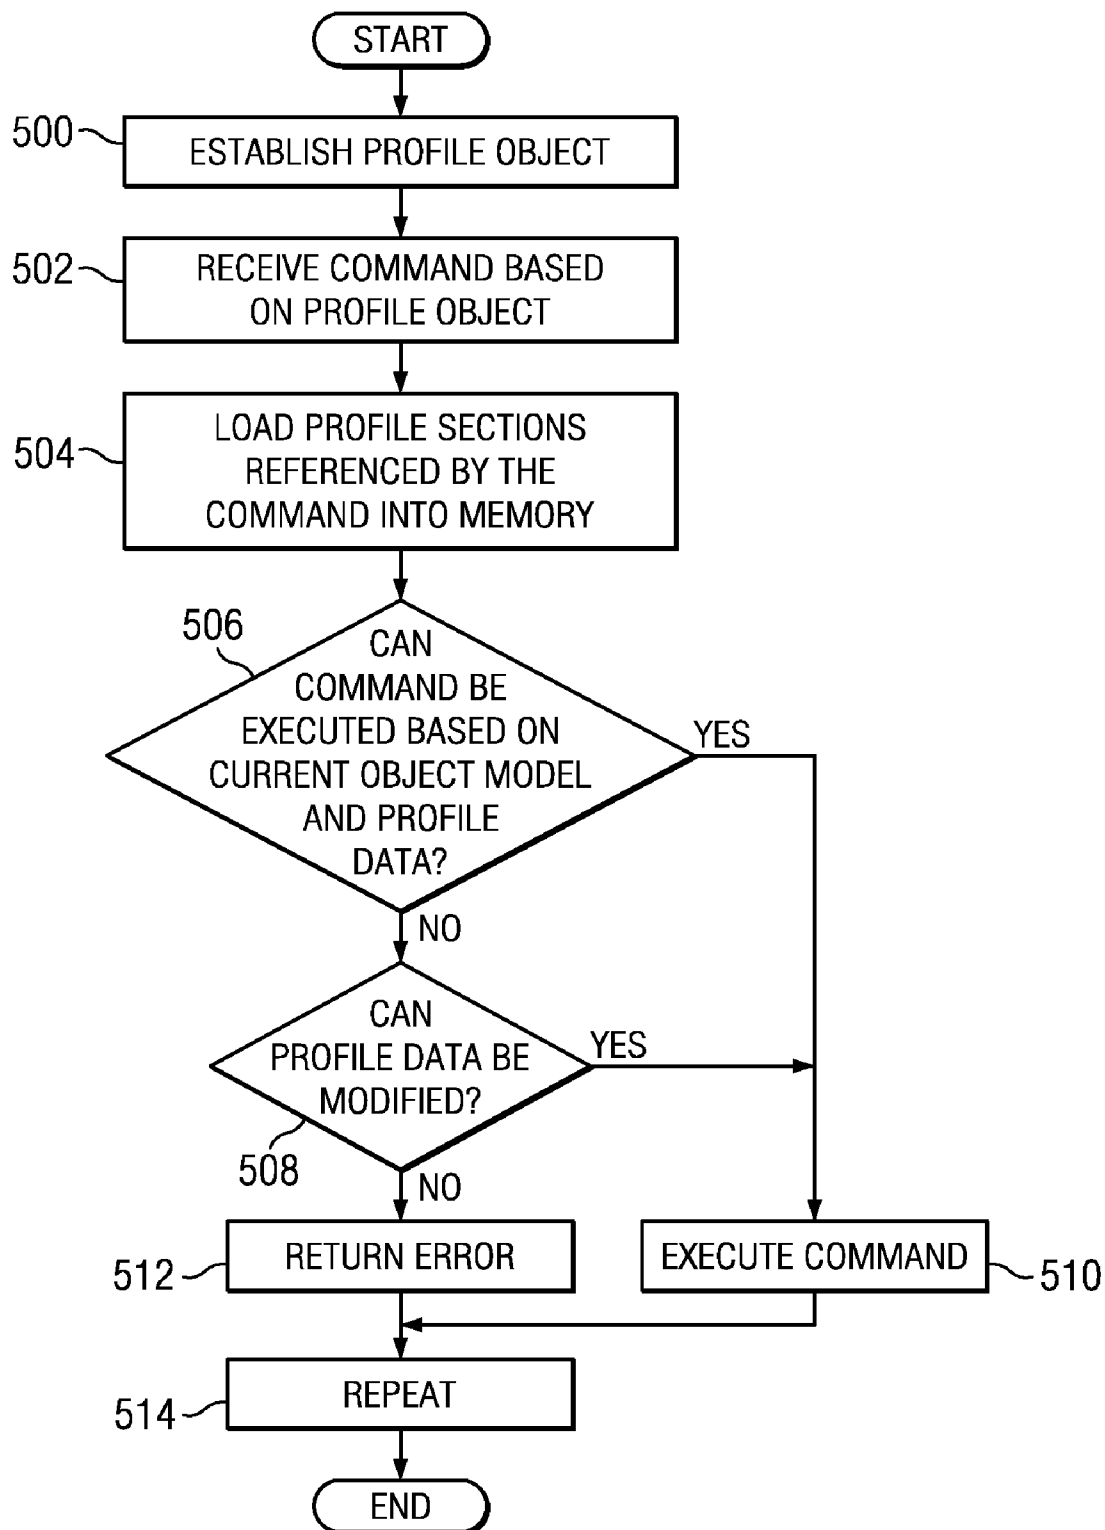 START
500
ESTABLISH PROFILE OBJECT
502
RECEIVE COMMAND BASED
ON PROFILE OBJECT
504
LOAD PROFILE SECTIONS
REFERENCED BY THE
COMMAND INTO MEMORY
506
CAN
COMMAND BE
EXECUTED BASED ON
CURRENT OBJECT MODEL
AND PROFILE
DATA?
YES
NO
CAN
PROFILE DATA BE
MODIFIED?
YES
508
NO
RETURN ERROR
512
EXECUTE COMMAND
510
REPEAT
514
END